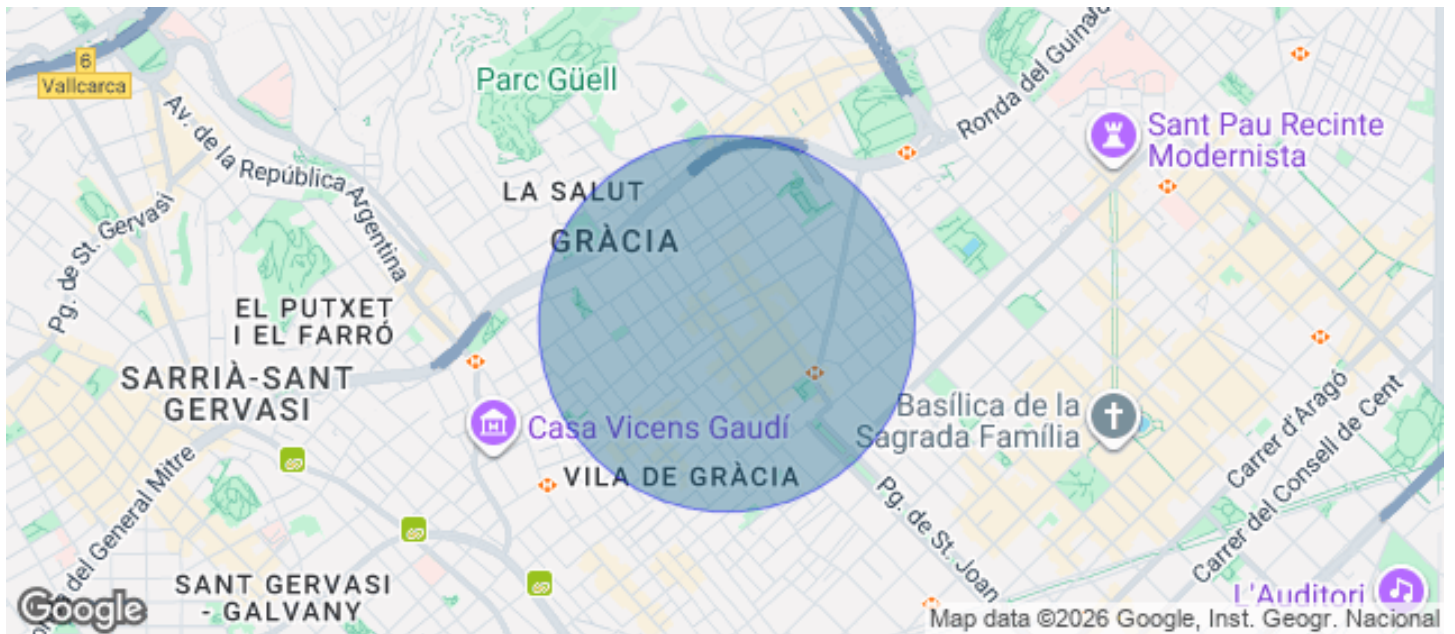 6
Vallcarca
Parc Güell
Ronda del Guinardó
Av. de la República Argentina
Sant Pau Recinte
Modernista
LA SALUT
Pg. de St. Gervasi
GRÀCIA
EL PUTXET
I EL FARRÓ
SARRIÀ-SANT
GERVASI
Casa Vicens Gaudí
Basílica de la
Sagrada Família
Carrer d'Aragó
VILA DE GRÀCIA
Carrer del Consell de Cent
del General Mitre
Pg. de St. Joan
SANT GERVASI
- GALVANY
L'Auditori
Google
Map data ©2026 Google, Inst. Geogr. Nacional